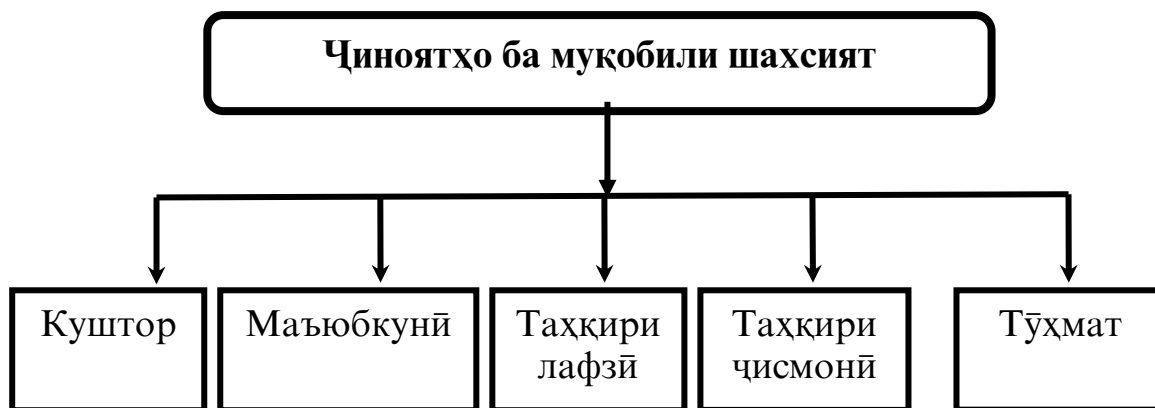 Ҷиноятҳо ба муқобили шахсият
Куштор
Маъюбкунӣ
Таҳқири
лафзӣ
Таҳқири
ҷисмонӣ
Тӯҳмат